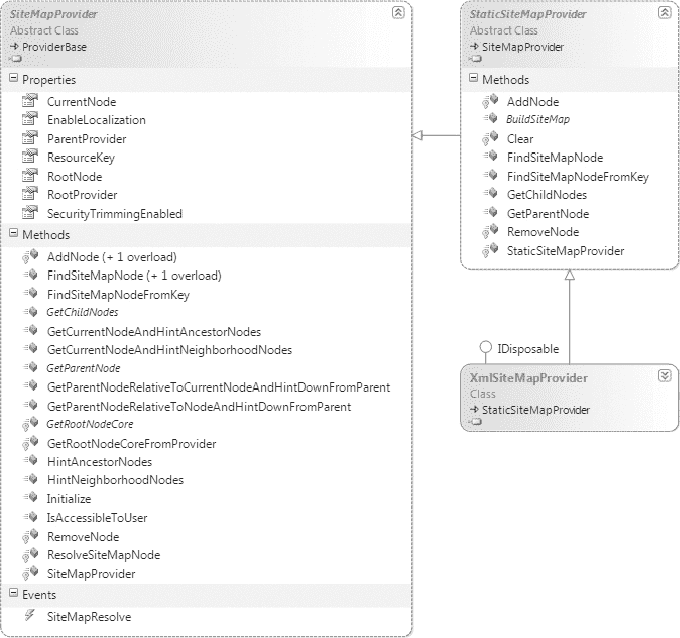 SiteMapProvider
Abstract Class
ProviderBase
Properties
CurrentNode
EnableLocalization
ParentProvider
ResourceKey
RootNode
RootProvider
SecurityTrimmingEnabled
Methods
AddNode (+ 1 overload)
FindSiteMapNode (+ 1 overload)
FindSiteMapNodeFromKey
GetChildNodes
GetCurrentNodeAndHintAncestorNodes
GetCurrentNodeAndHintNeighborhoodNodes
GetParentNode
GetParentNodeRelativeToCurrentNodeAndHintDownFromParent
GetParentNodeRelativeToNodeAndHintDownFromParent
GetRootNodeCore
GetRootNodeCoreFromProvider
HintAncestorNodes
HintNeighborhoodNodes
Initialize
IsAccessibleToUser
RemoveNode
ResolveSiteMapNode
SiteMapProvider
Events
SiteMapResolve
StaticSiteMapProvider
Abstract Class
SiteMapProvider
Methods
AddNode
BuildSiteMap
Clear
FindSiteMapNode
FindSiteMapNodeFromKey
GetChildNodes
GetParentNode
RemoveNode
StaticSiteMapProvider
IDisposable
XmlSiteMapProvider
Class
StaticSiteMapProvider